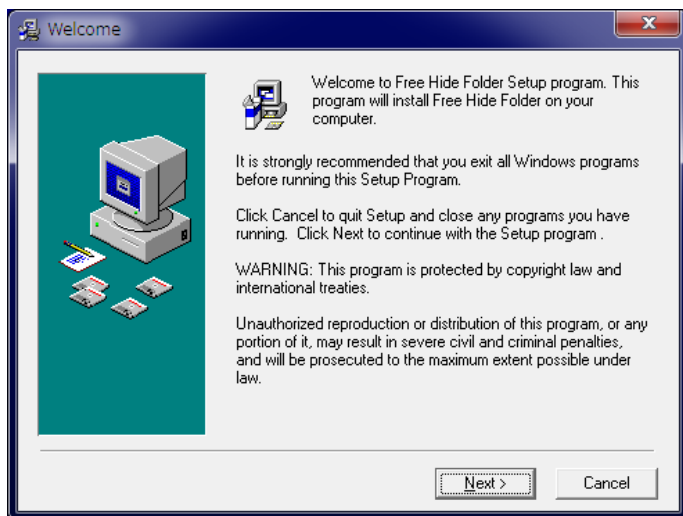 Welcome
Welcome to Free Hide Folder Setup program. This
program will install Free Hide Folder on your
computer.
It is strongly recommended that you exit all Windows programs
before running this Setup Program.
Click Cancel to quit Setup and close any programs you have
running. Click Next to continue with the Setup program .
WARNING: This program is protected by copyright law and
international treaties.
Unauthorized reproduction or distribution of this program, or any
portion of it, may result in severe civil and criminal penalties,
and will be prosecuted to the maximum extent possible under
law.
Next >
Cancel